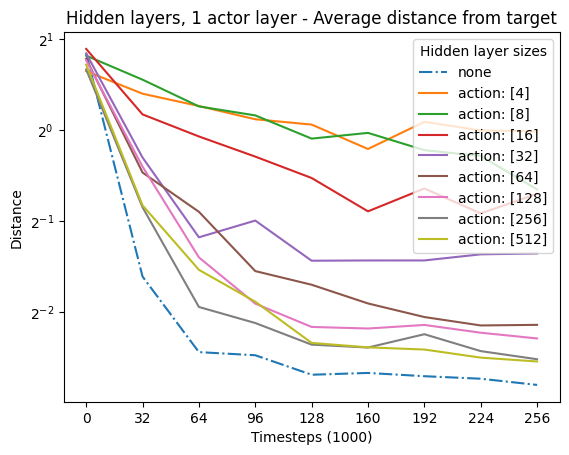 Hidden layers, 1 actor layer - Average distance from target
Distance
2^1
2^0
2^-1
2^-2
Hidden layer sizes
none
action: [4]
action: [8]
action: [16]
action: [32]
action: [64]
action: [128]
action: [256]
action: [512]
0 32 64 96 128 160 192 224 256
Timesteps (1000)